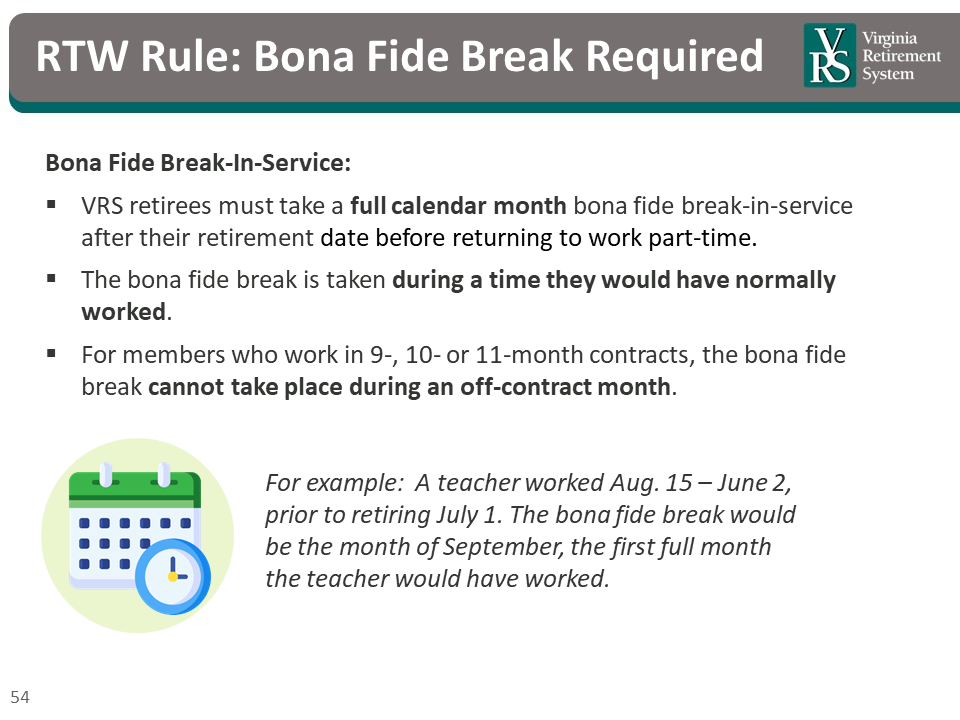 RTW Rule: Bona Fide Break Required
VRS
Virginia
Retirement
System
Bona Fide Break-In-Service:
▪ VRS retirees must take a full calendar month bona fide break-in-service
after their retirement date before returning to work part-time.
▪ The bona fide break is taken during a time they would have normally
worked.
▪ For members who work in 9-, 10- or 11-month contracts, the bona fide
break cannot take place during an off-contract month.
For example:  A teacher worked Aug. 15 – June 2,
prior to retiring July 1. The bona fide break would
be the month of September, the first full month
the teacher would have worked.
54